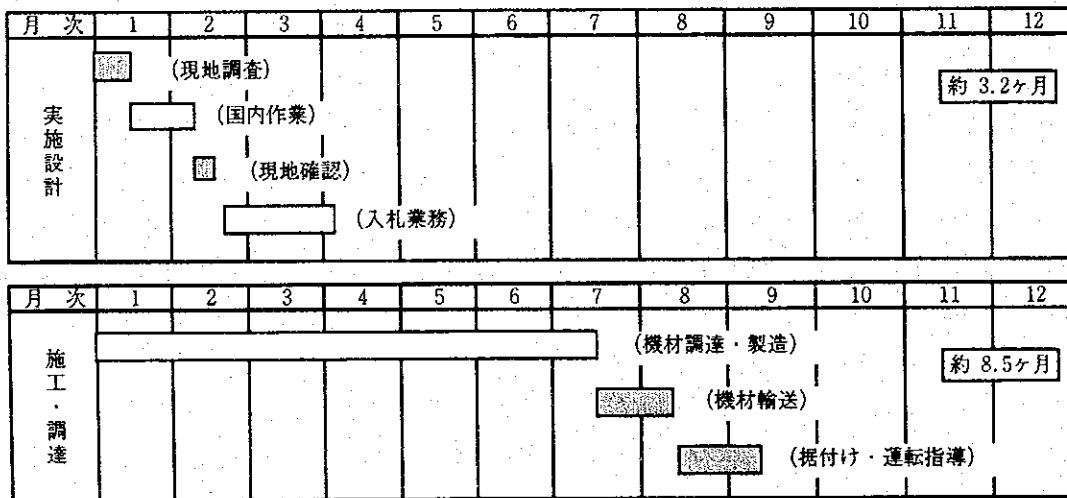 月 次 1 2 3 4 5 6 7 8 9 10 11 12
実施設計
(現地調査)
約 3.2ヶ月
(国内作業)
(現地確認)
(入札業務)
月 次 1 2 3 4 5 6 7 8 9 10 11 12
施工・調達
(機材調達・製造)
約 8.5ヶ月
(機材輸送)
(据付け・運転指導)